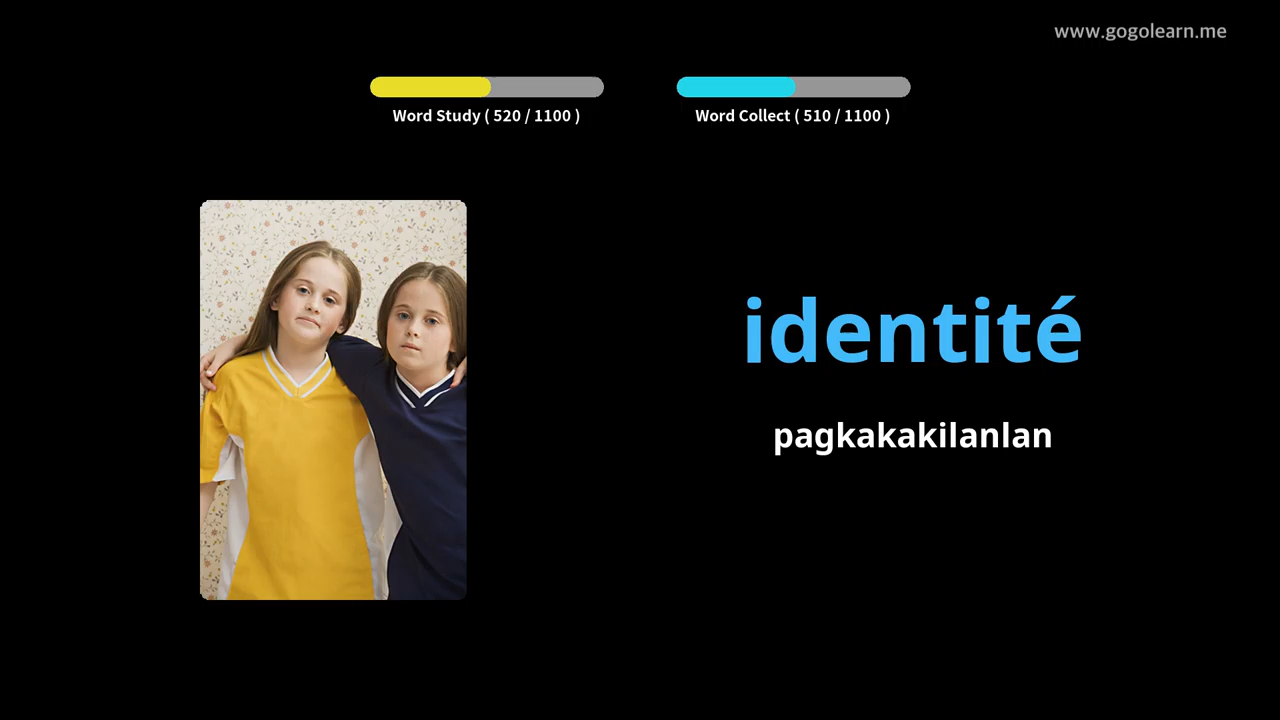 www.gogolearn.me
Word Study ( 520 / 1100 )
Word Collect ( 510 / 1100 )
identité
pagkakakilanlan